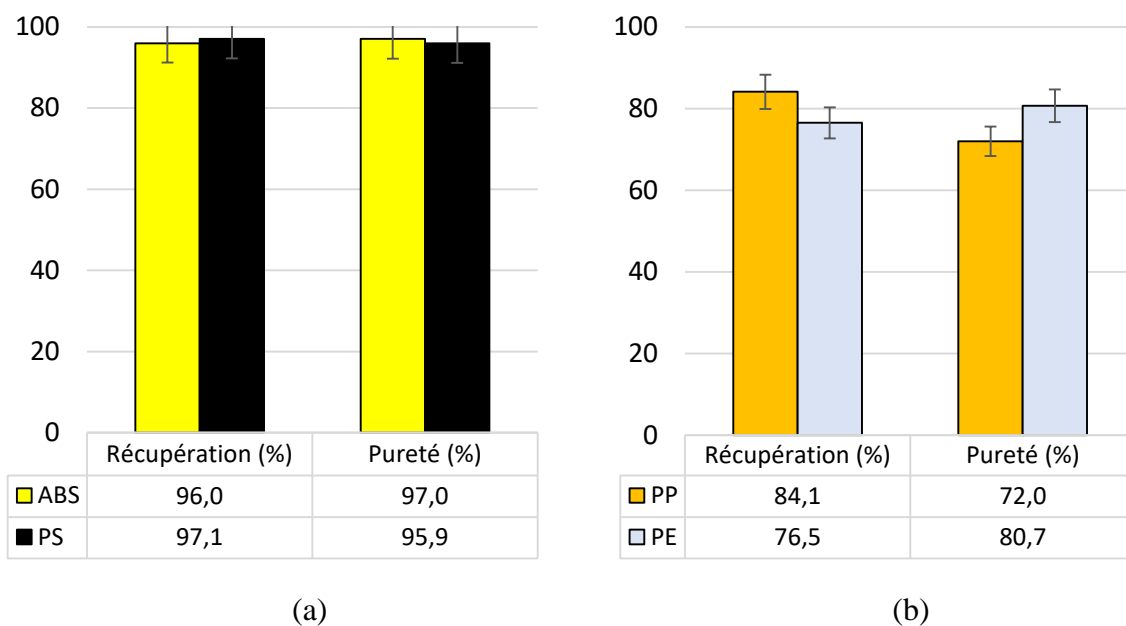 100
80
60
40
20
0
Récupération (%) Pureté (%)
ABS 96,0 97,0
PS 97,1 95,9
(a)
100
80
60
40
20
0
Récupération (%) Pureté (%)
PP 84,1 72,0
PE 76,5 80,7
(b)